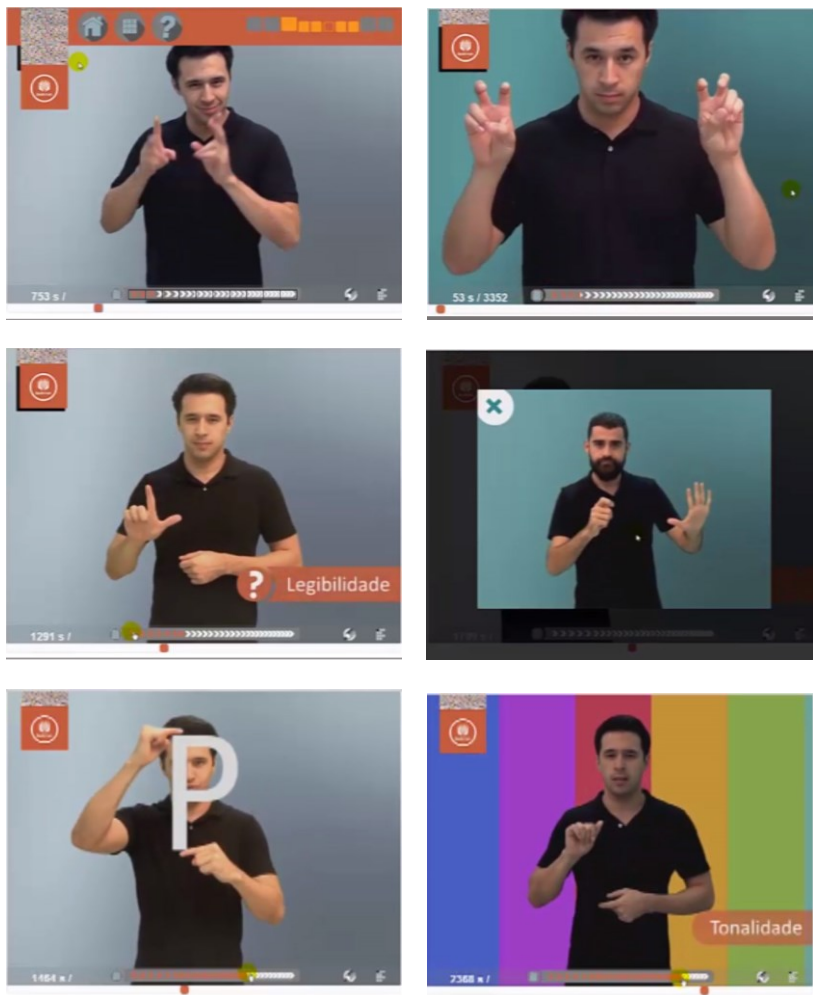 753 s /
53 s / 3352
? Legibilidade
1291 s /
P
1464 s /
Tonalidade
2368 s /